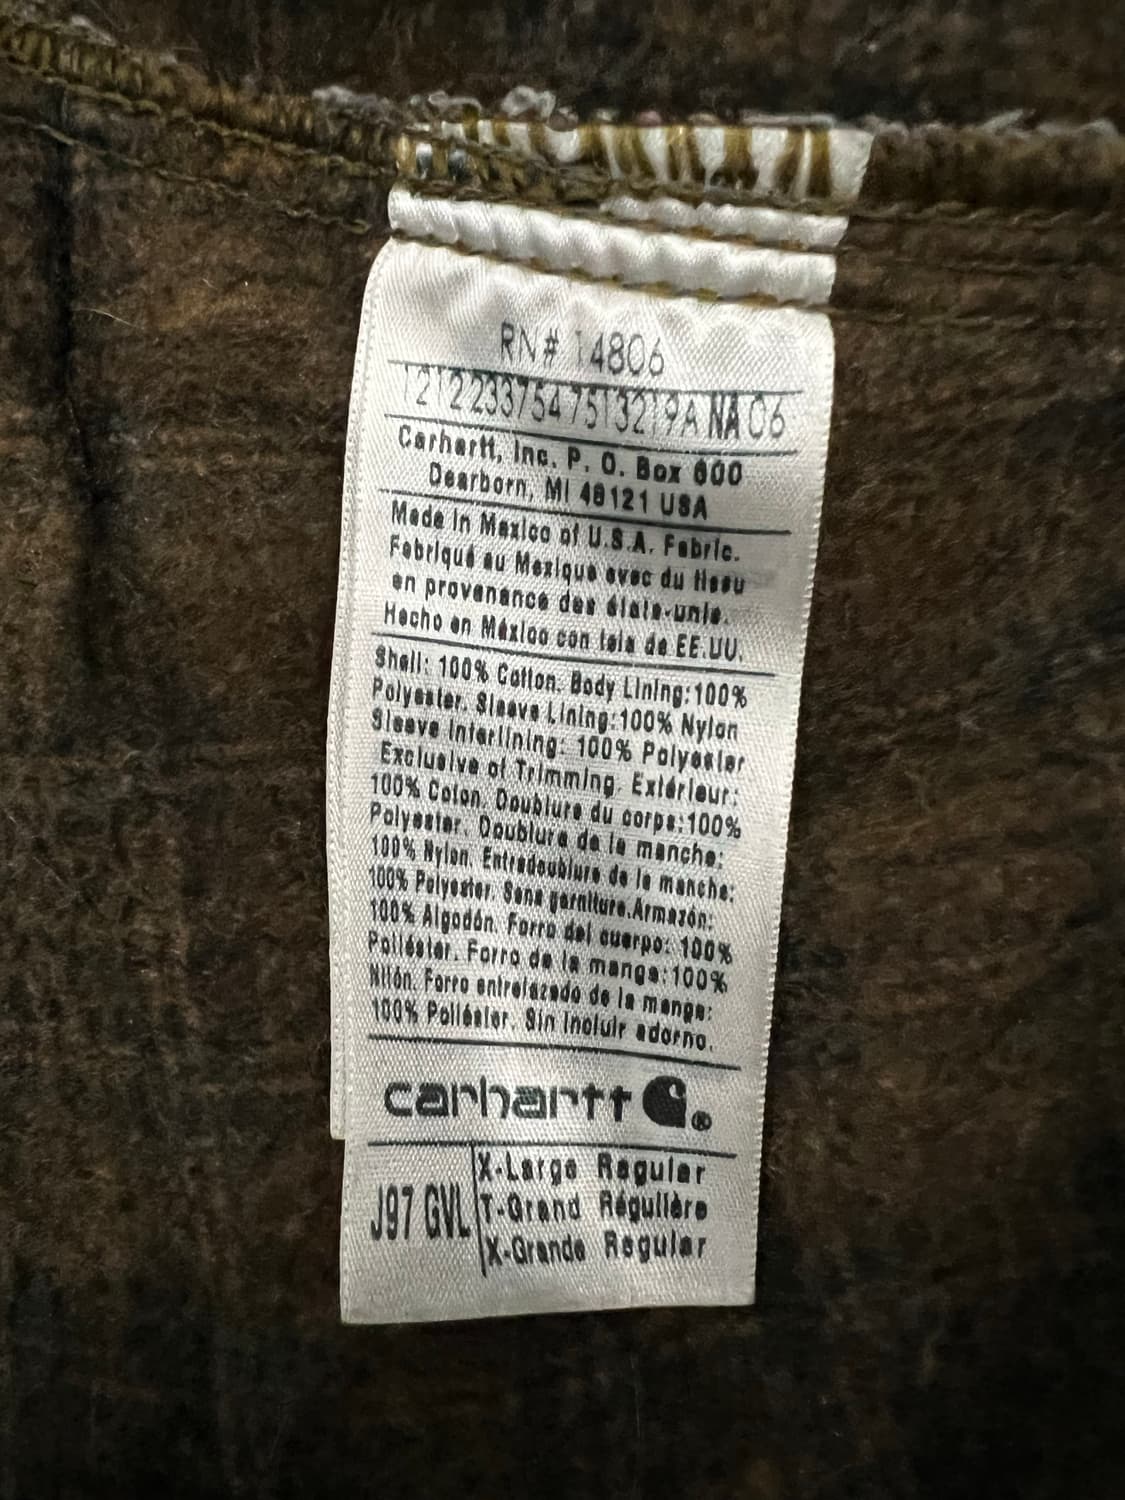 RN# 14806
12122337547513219A NA 06
Carhartt, Inc. P. O. Box 600
Dearborn, MI 48121 USA
Made in Mexico of U.S.A. Fabric.
Fabriqué au Mexique avec du tissu
en provenance des états-unis.
Hecho en México con tela de EE.UU.
Shell: 100% Cotton. Body Lining:100%
Polyester. Sleeve Lining:100% Nylon
Sleeve Interlining: 100% Polyester
Exclusive of Trimming. Extérieur:
100% Coton. Doublure du corps:100%
Polyester. Doublure de la manche:
100% Nylon. Entredoublure de la manche:
100% Polyester. Sans garniture.Armazón:
100% Algodón. Forro del cuerpo: 100%
Poliéster. Forro de la manga:100%
Nilón. Forro entrelazado de la manga:
100% Poliéster. Sin incluir adorno.
carhartt ®
J97 GVL
X-Large Regular
T-Grand Régulière
X-Grande Regular